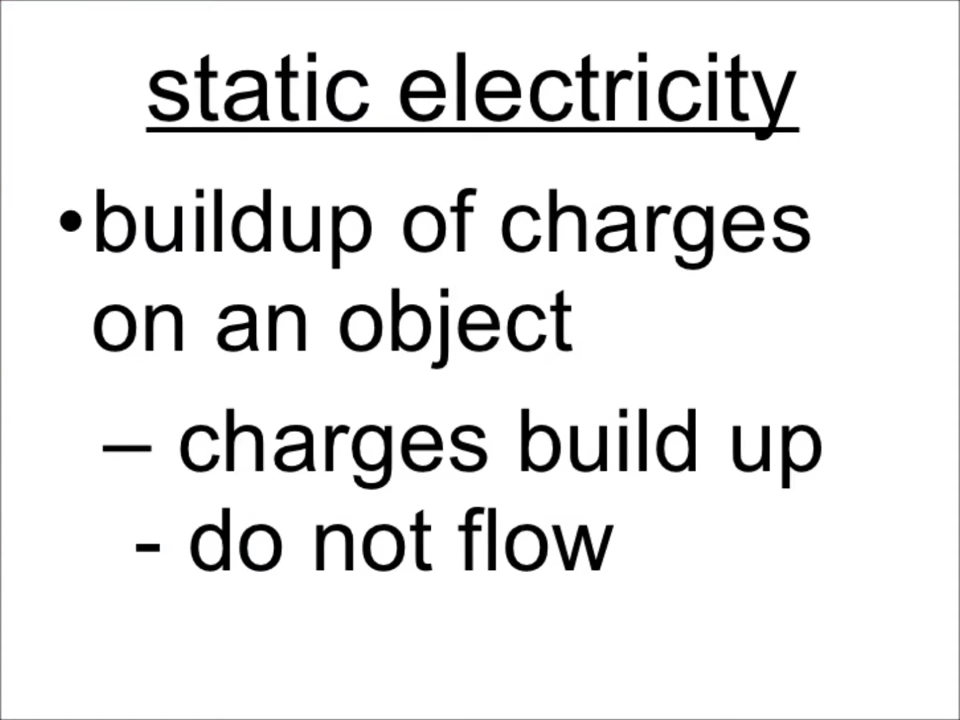 static electricity
•buildup of charges
on an object
– charges build up
- do not flow